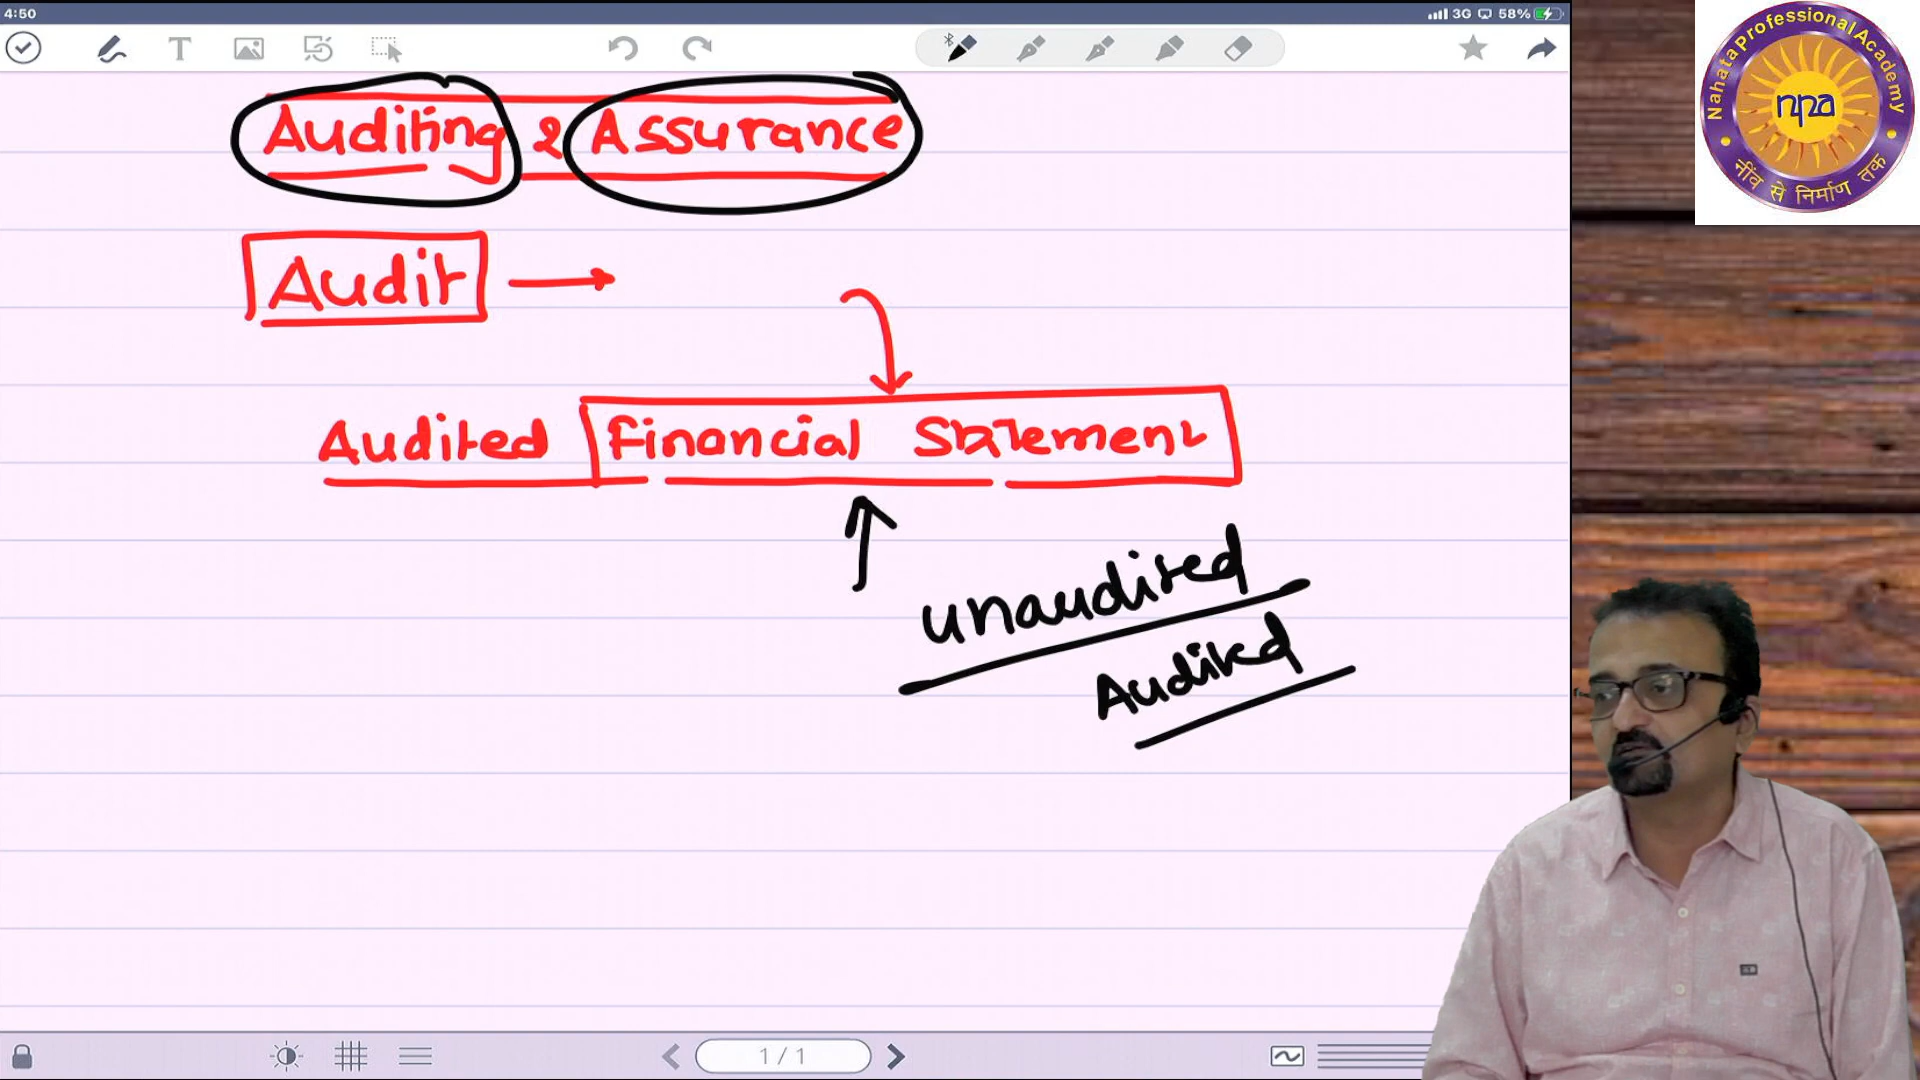 4:50
3G 58%
Auditing & Assurance
Audit →
Audited Financial Statement
unaudited
Audited
1 / 1
T
Nahata Professional Academy
npa
नींव से निर्माण तक